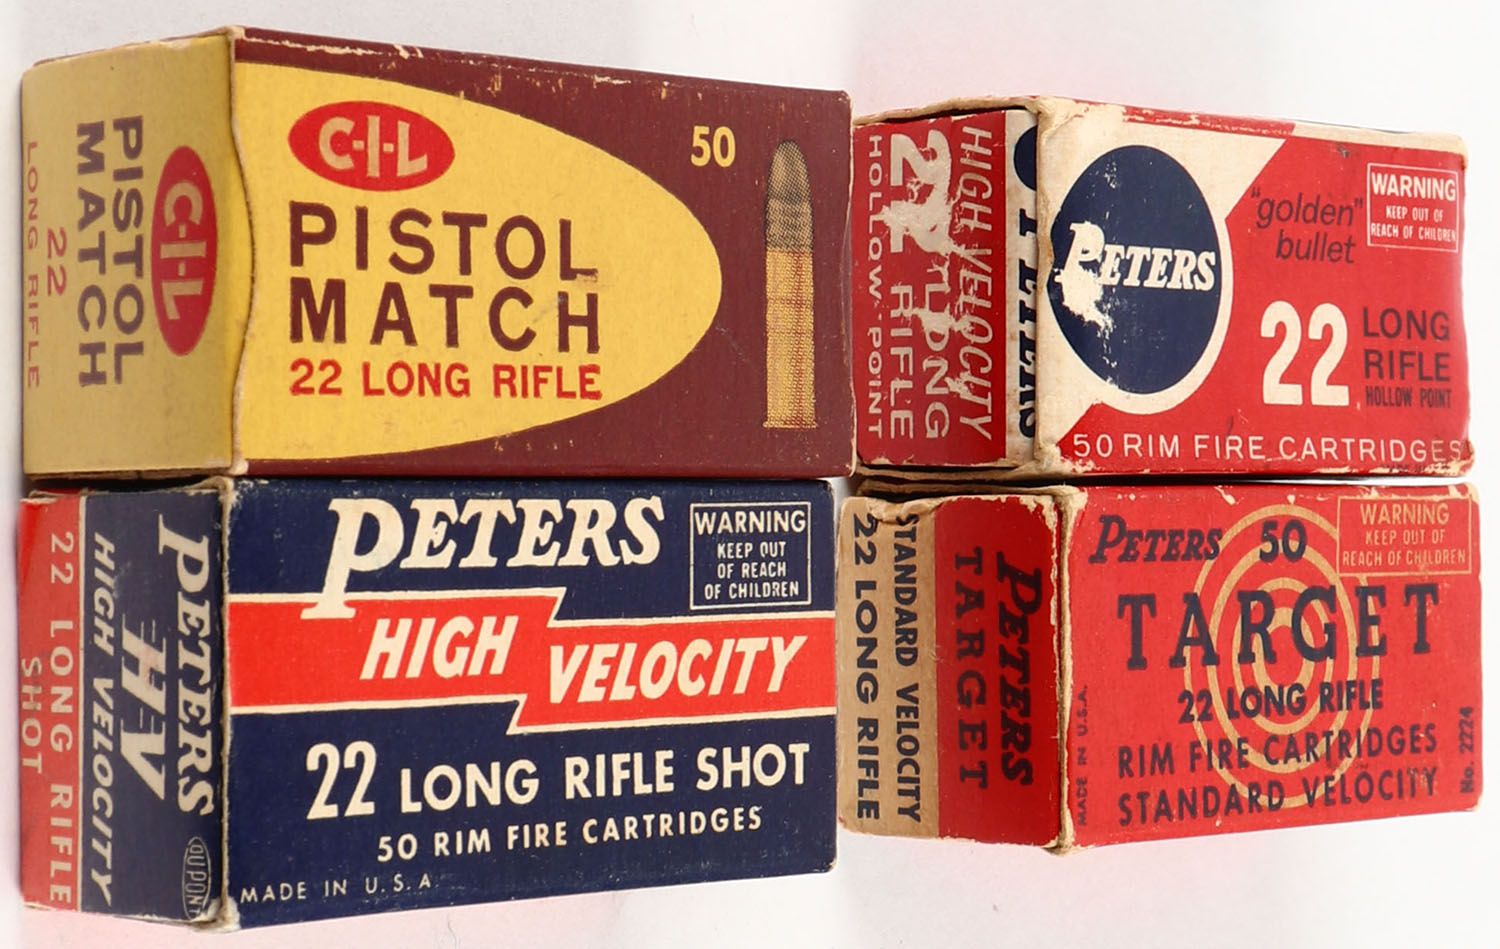 C-I-L
PISTOL
MATCH
22 LONG RIFLE
50
C-I-L
PISTOL
MATCH
22
LONG RIFLE
PETERS
"golden"
bullet
WARNING
KEEP OUT OF
REACH OF CHILDREN
22 LONG
RIFLE
HOLLOW POINT
50 RIM FIRE CARTRIDGES
PETERS
HIGH VELOCITY
22 LONG
RIFLE
HOLLOW-POINT
PETERS
WARNING
KEEP OUT
OF REACH
OF CHILDREN
HIGH VELOCITY
22 LONG RIFLE SHOT
50 RIM FIRE CARTRIDGES
MADE IN U.S.A.
PETERS
HV
HIGH VELOCITY
22 LONG RIFLE
SHOT
DU PONT
PETERS 50
WARNING
KEEP OUT OF
REACH OF CHILDREN
TARGET
22 LONG RIFLE
RIM FIRE CARTRIDGES
STANDARD VELOCITY
MADE IN U.S.A.
No. 2224
PETERS
TARGET
STANDARD VELOCITY
22 LONG RIFLE